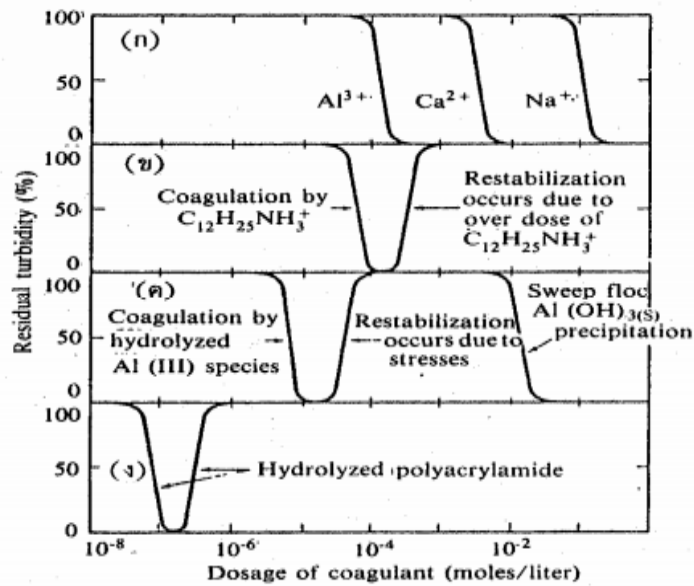 Residual turbidity (%)
100
50
0
(ก)
Al³⁺
Ca²⁺
Na⁺
100
50
0
(ข)
Coagulation by
C₁₂H₂₅NH₃⁺
Restabilization
occurs due to
over dose of
C₁₂H₂₅NH₃⁺
100
50
0
(ค)
Coagulation by
hydrolyzed
Al (III) species
Restabilization
occurs due to
stresses
Sweep floc
Al (OH)₃(S)
precipitation
100
50
0
(ง)
Hydrolyzed polyacrylamide
10⁻⁸ 10⁻⁶ 10⁻⁴ 10⁻²
Dosage of coagulant (moles/liter)